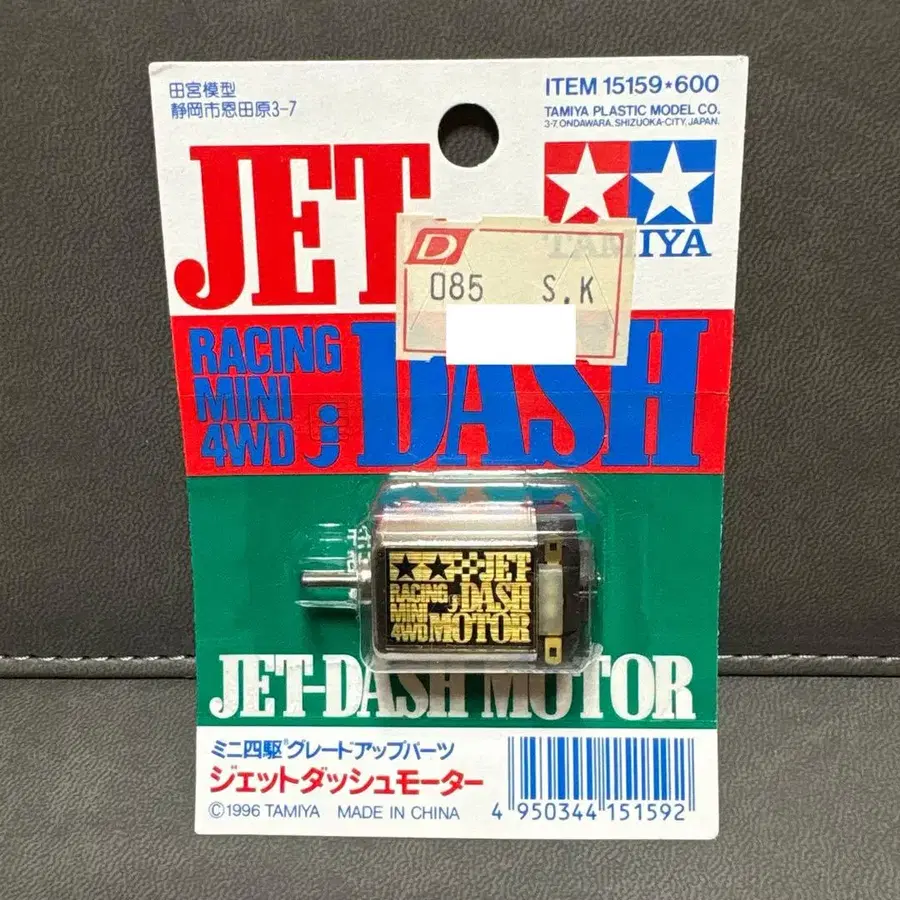 田宮模型
静岡市恩田原3-7
ITEM 15159★600
TAMIYA PLASTIC MODEL CO.
3-7, ONDAWARA, SHIZUOKA-CITY, JAPAN.
JET
TAMIYA
D
085 S.K
RACING
MINI
4WD
DASH
JET
RACING
MINI
4WD
J DASH
MOTOR
JET-DASH MOTOR
ミニ四駆®グレードアップパーツ
ジェットダッシュモーター
©1996 TAMIYA MADE IN CHINA
4 950344 151592